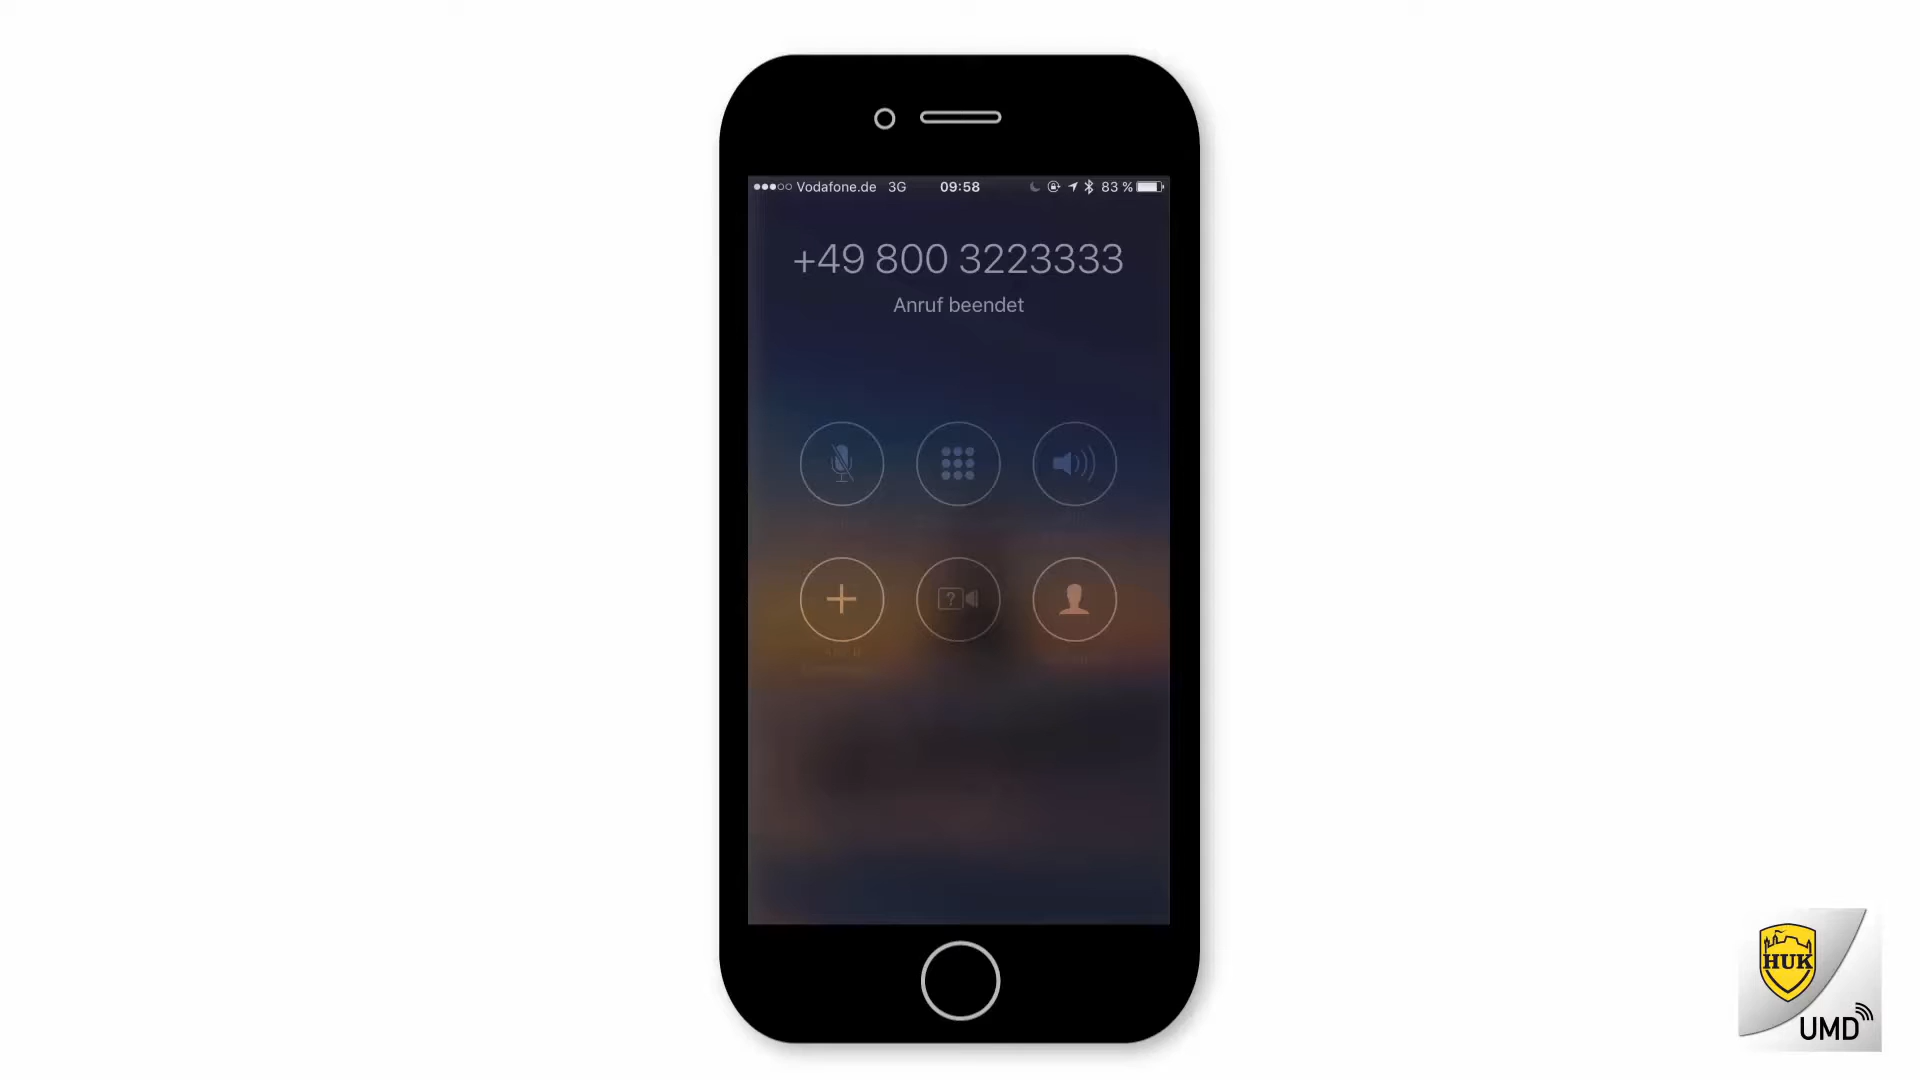 Vodafone.de 3G 09:58 83 %
+49 800 3223333
Anruf beendet
?
HUK
UMD